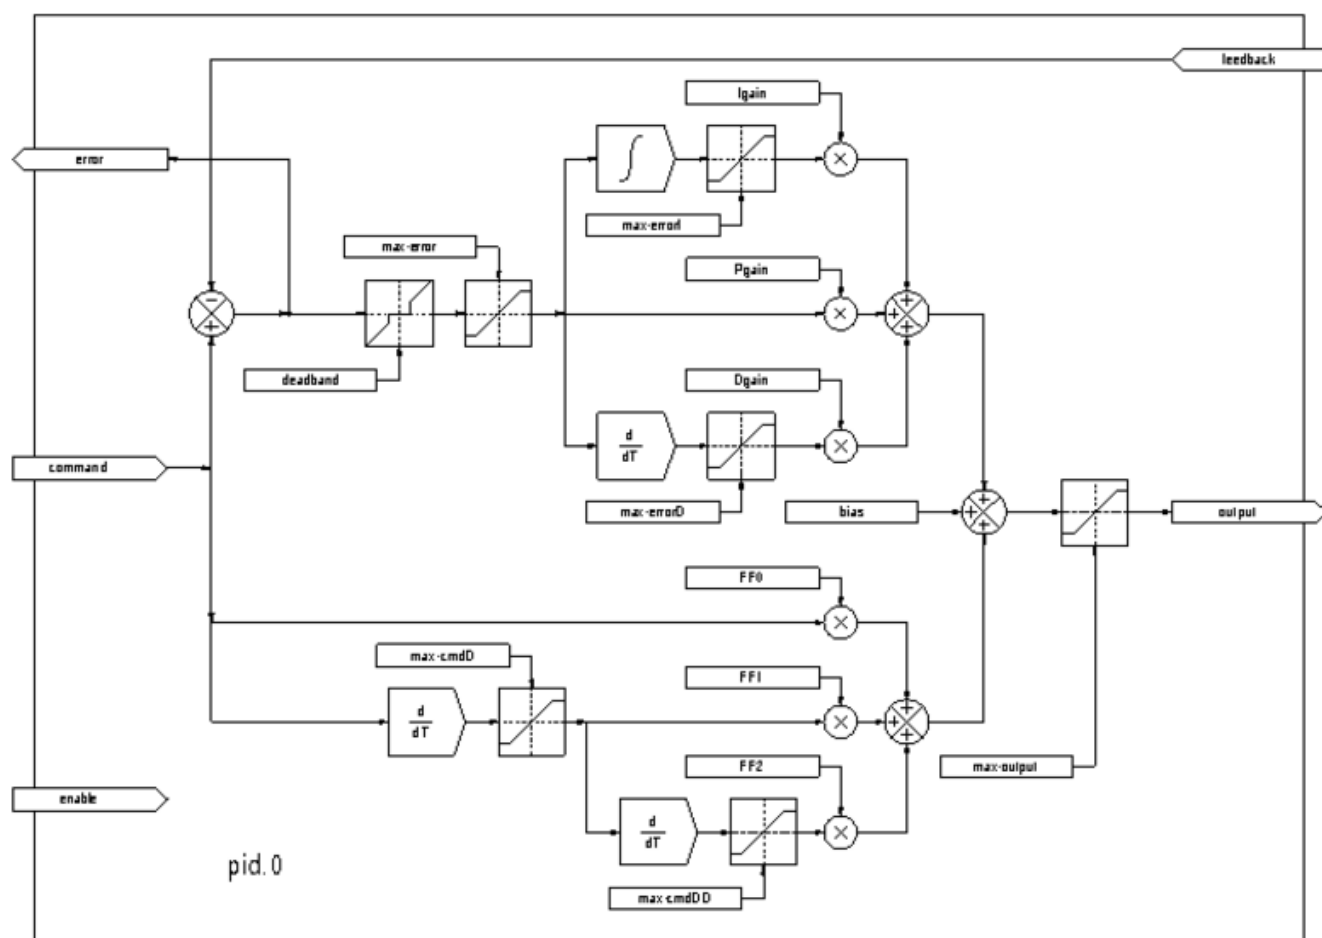 feedback
Igain
error
max-errorI
max-error
Pgain
−
+
+
+ +
deadband
Dgain
d
dT
command
max-errorD
bias
+
+ +
output
FF0
max-cmdD
FF1
d
dT
+
+ +
FF2
max-output
enable
d
dT
pid.0
max-cmdDD